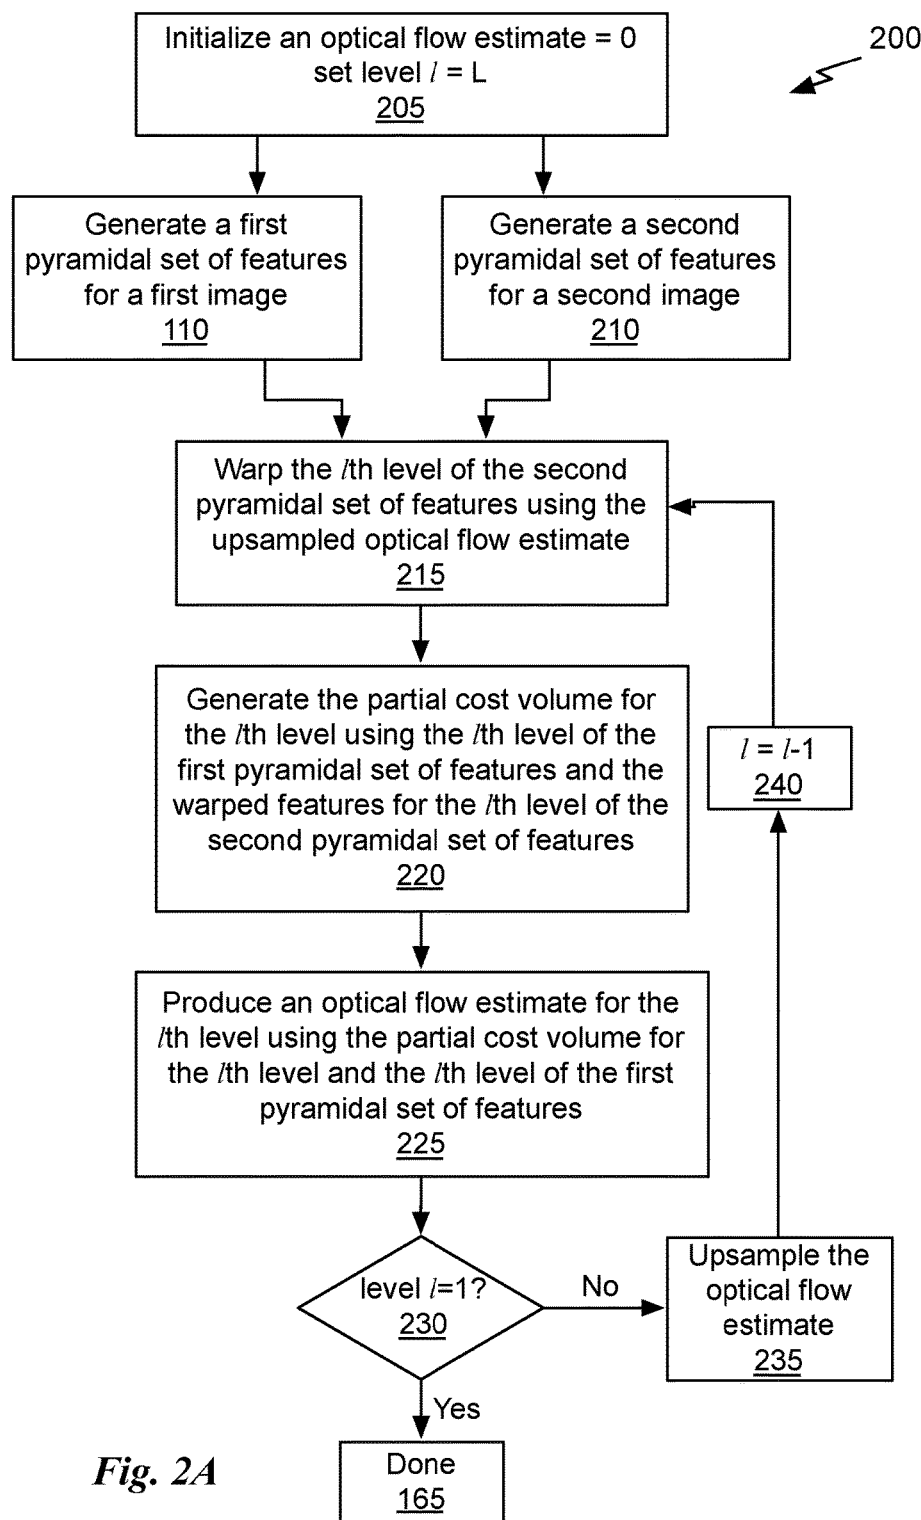 Initialize an optical flow estimate = 0
set level l = L
205
200
Generate a first
pyramidal set of features
for a first image
110
Generate a second
pyramidal set of features
for a second image
210
Warp the lth level of the second
pyramidal set of features using the
upsampled optical flow estimate
215
Generate the partial cost volume for
the lth level using the lth level of the
first pyramidal set of features and the
warped features for the lth level of the
second pyramidal set of features
220
l = l-1
240
Produce an optical flow estimate for the
lth level using the partial cost volume for
the lth level and the lth level of the first
pyramidal set of features
225
level l=1?
230
No
Upsample the
optical flow
estimate
235
Yes
Done
165
Fig. 2A